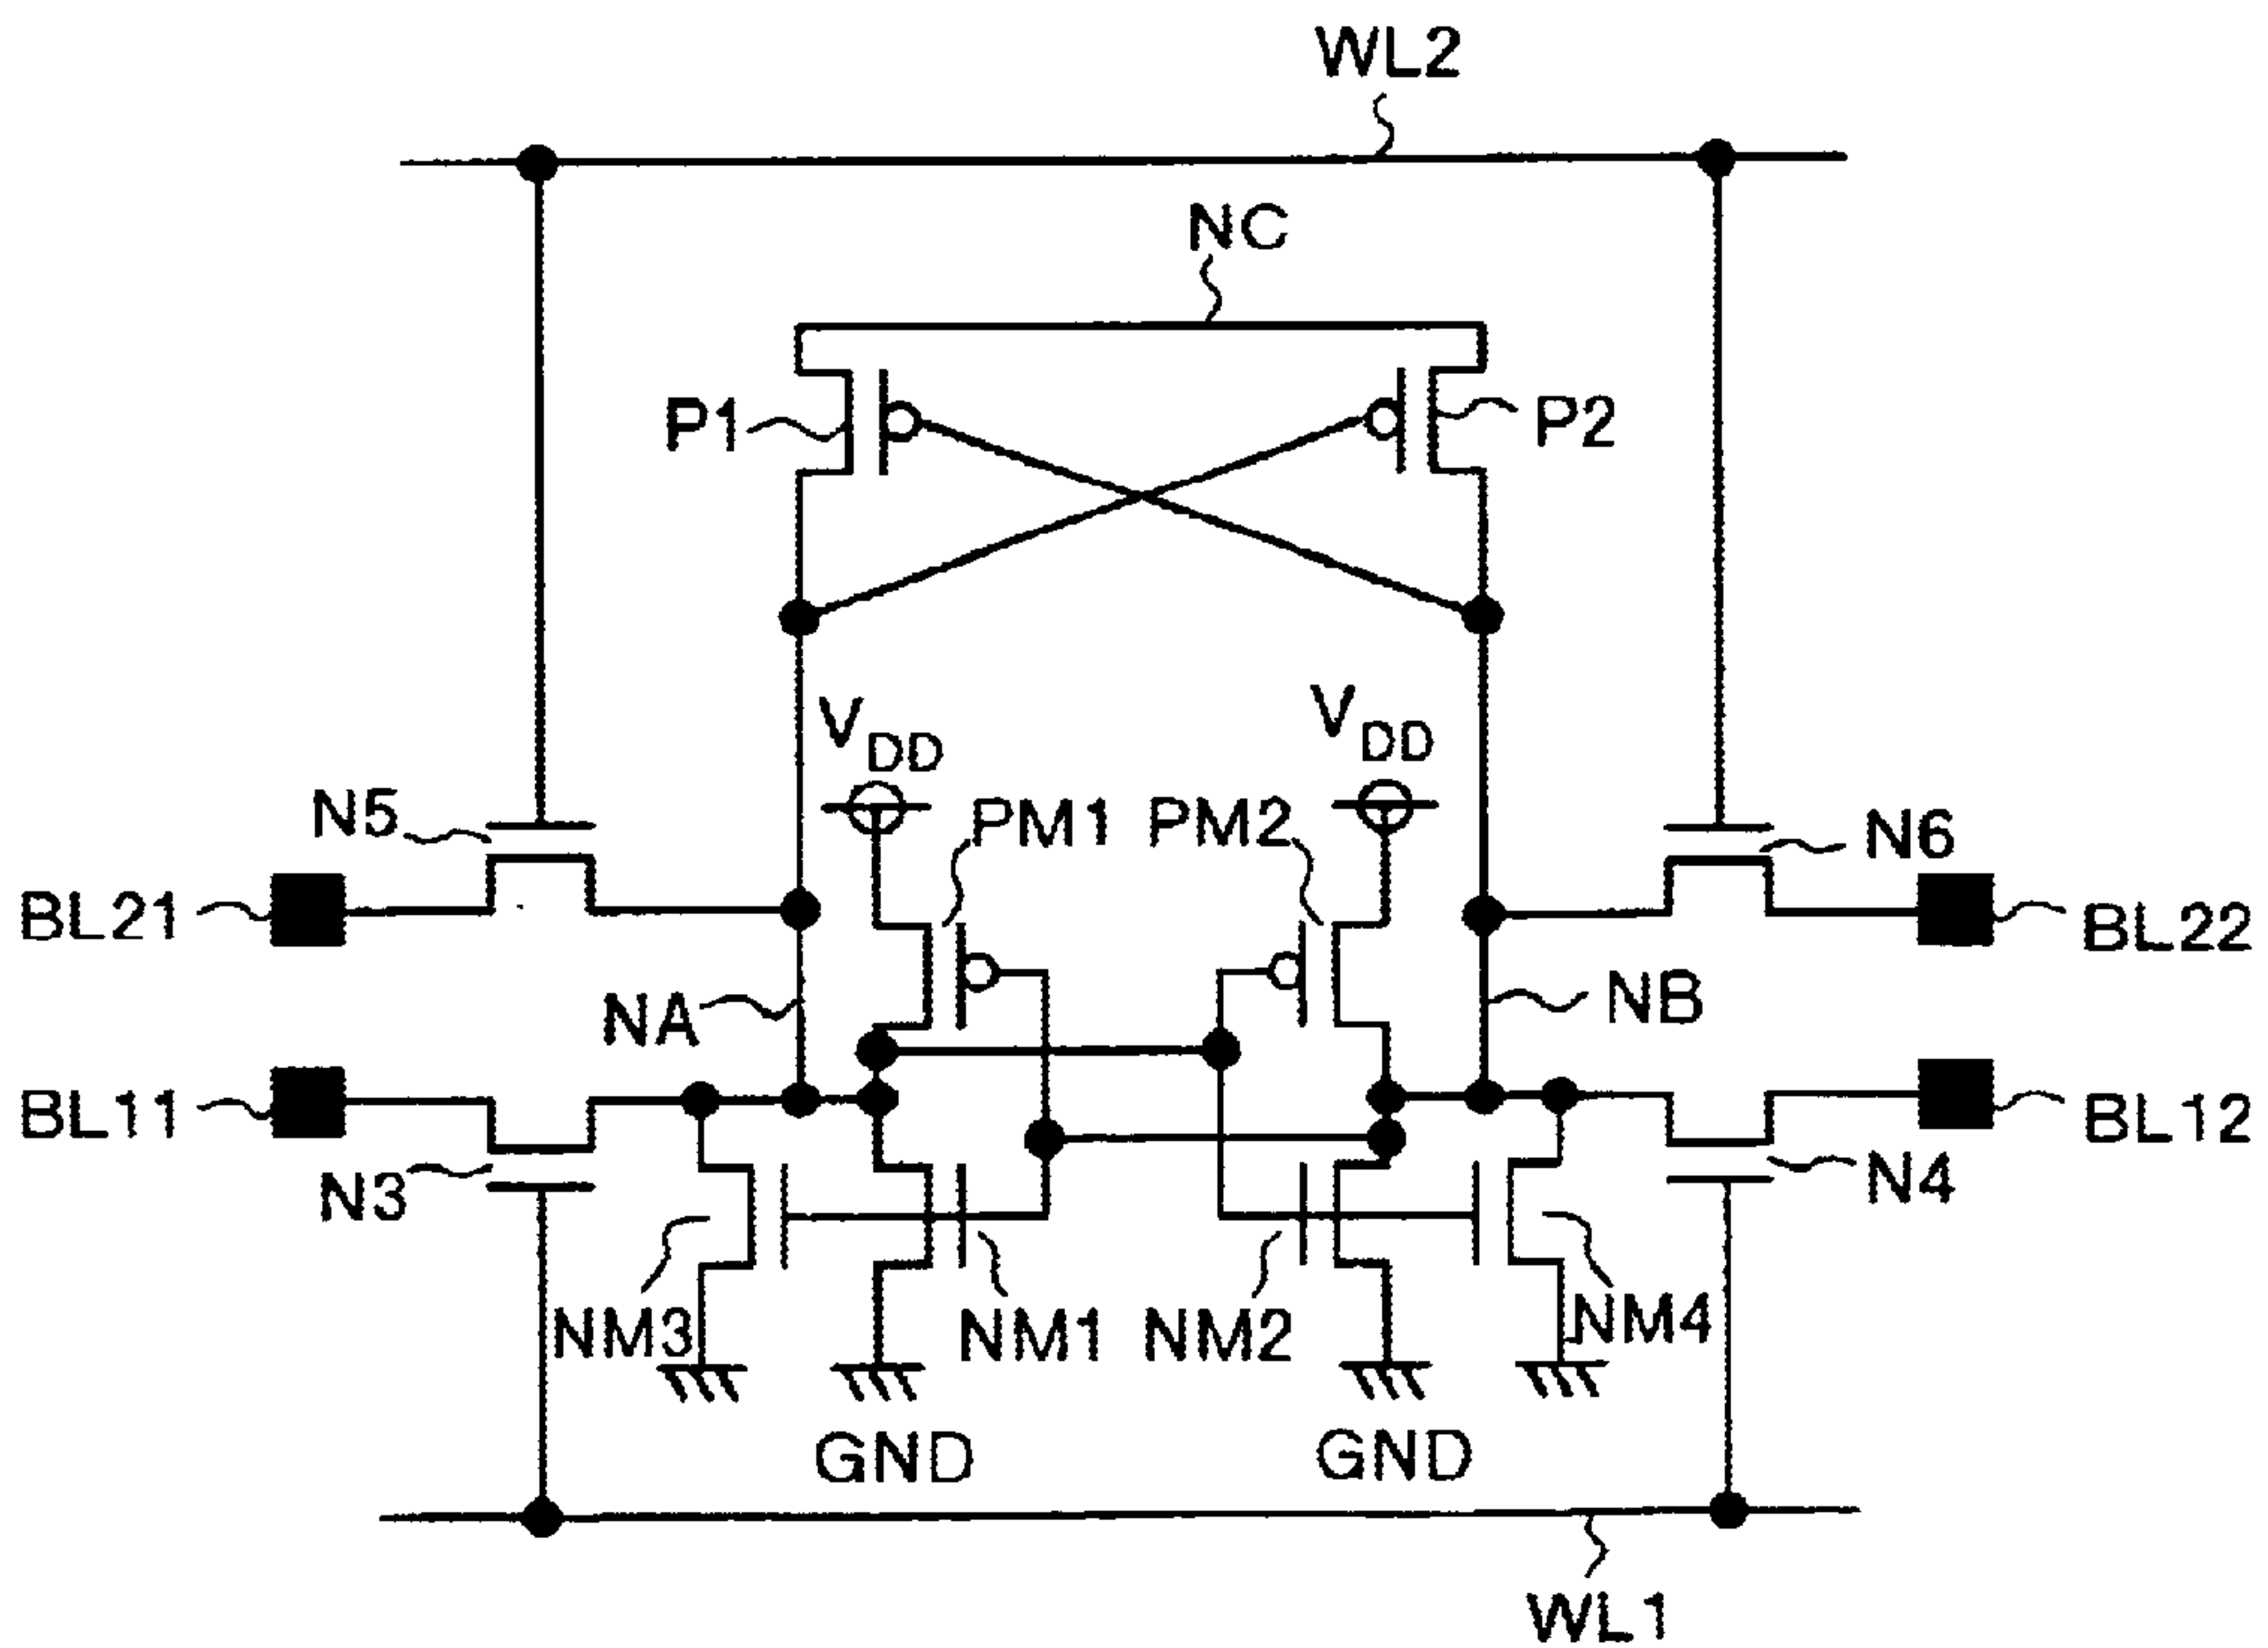 WL2
NC
P1
P2
VDD
VDD
N5
PM1
PM2
N6
BL21
BL22
NA
NB
BL11
BL12
N3
N4
NM3
NM1
NM2
NM4
GND
GND
WL1